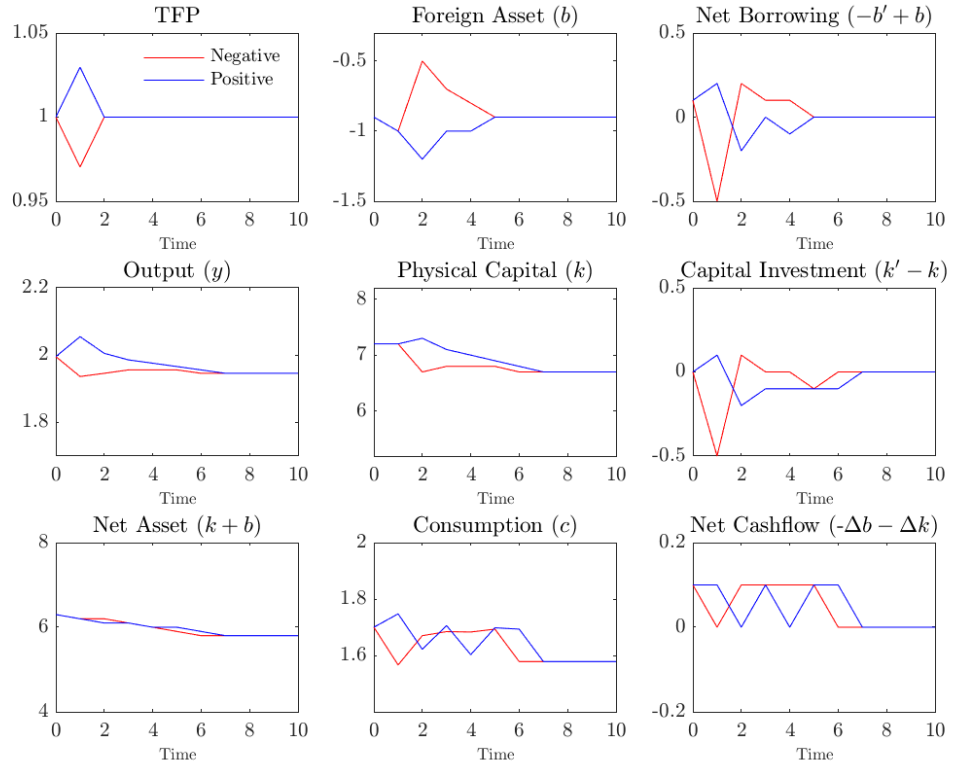 TFP
1.05
1
0.95
Negative
Positive
0 2 4 6 8 10
Time
Foreign Asset (b)
-0.5
-1
-1.5
0 2 4 6 8 10
Time
Net Borrowing (−b′ + b)
0.5
0
-0.5
0 2 4 6 8 10
Time
Output (y)
2.2
2
1.8
0 2 4 6 8 10
Time
Physical Capital (k)
8
7
6
0 2 4 6 8 10
Time
Capital Investment (k′ − k)
0.5
0
-0.5
0 2 4 6 8 10
Time
Net Asset (k + b)
8
6
4
0 2 4 6 8 10
Time
Consumption (c)
2
1.8
1.6
0 2 4 6 8 10
Time
Net Cashflow (-Δb − Δk)
0.2
0
-0.2
0 2 4 6 8 10
Time